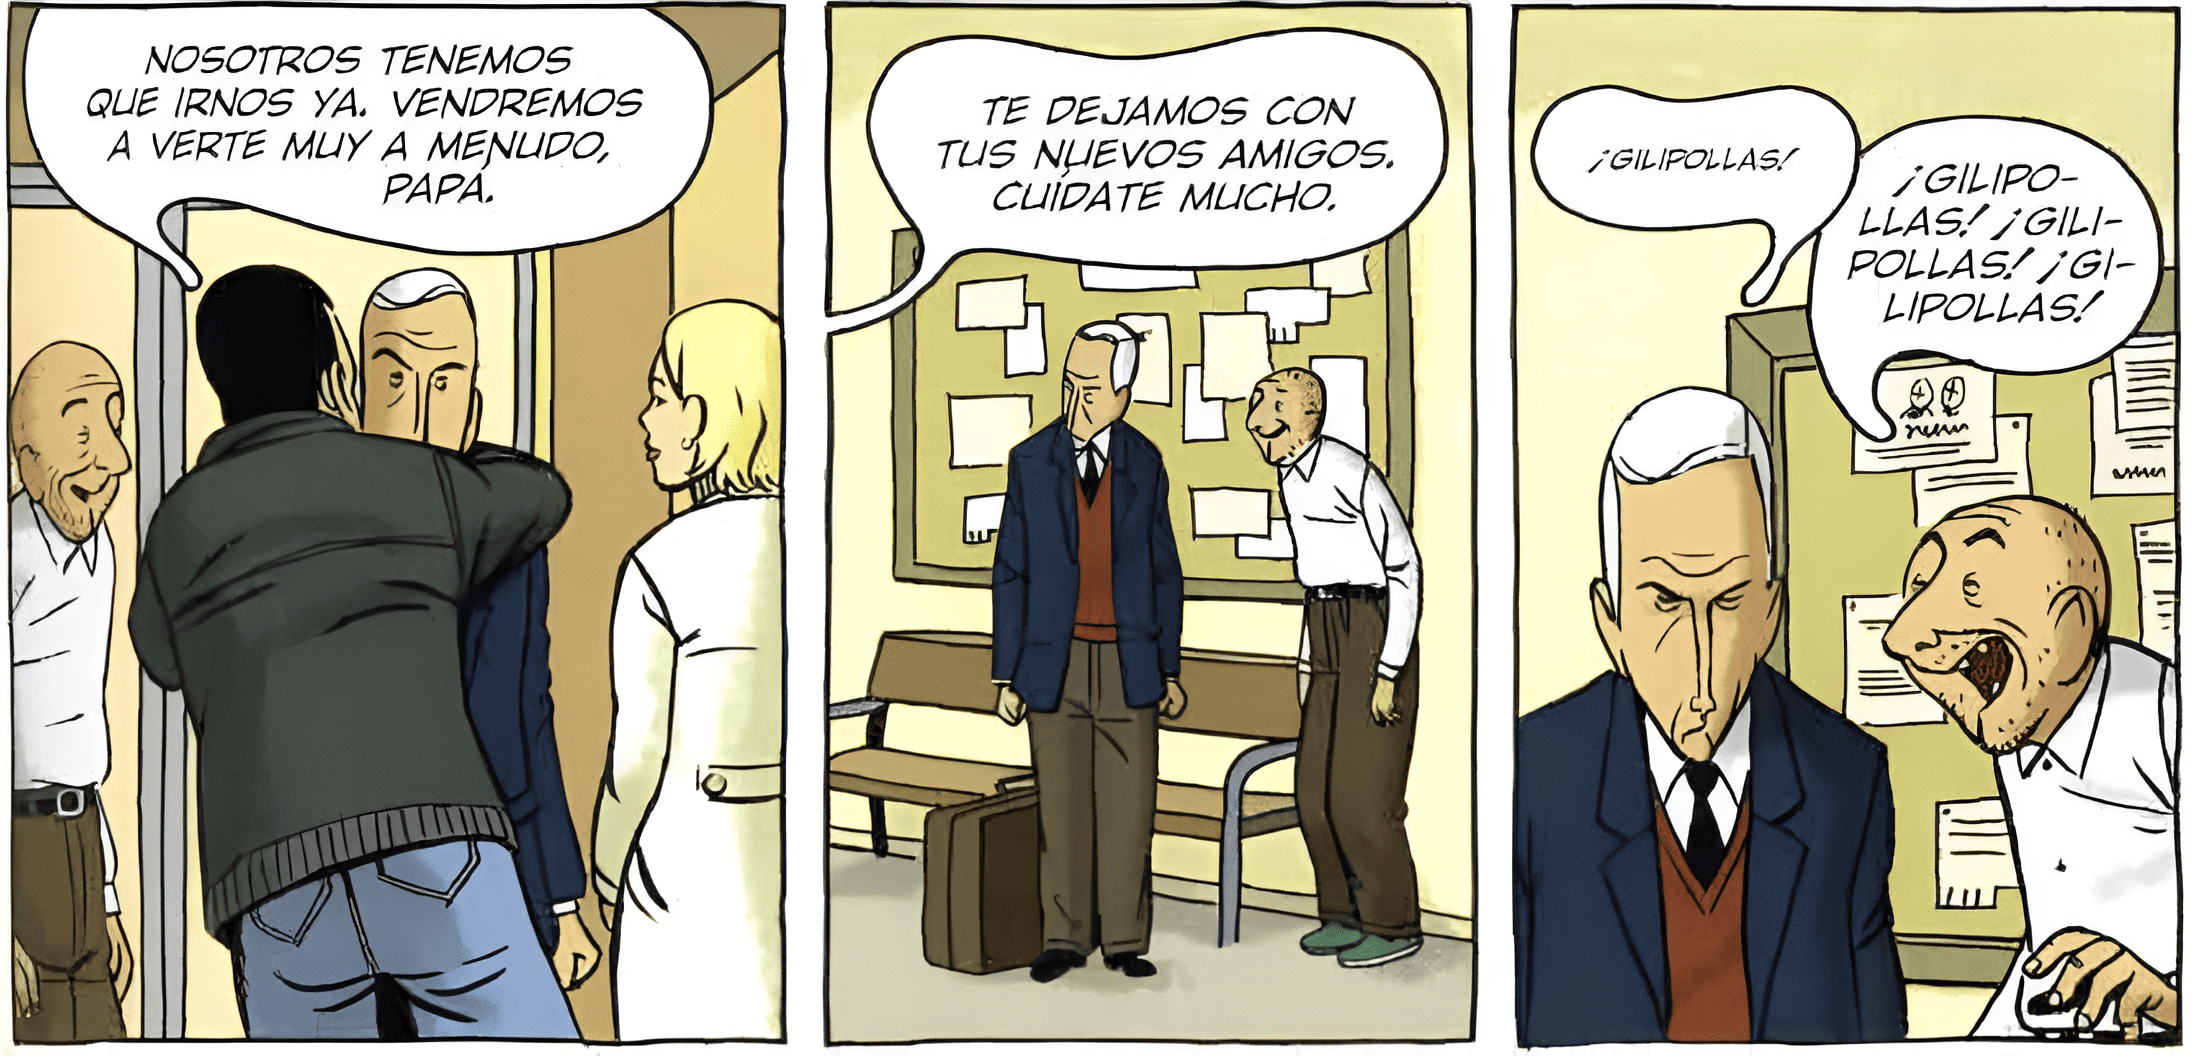 NOSOTROS TENEMOS
QUE IRNOS YA. VENDREMOS
A VERTE MUY A MENUDO,
PAPÁ.
TE DEJAMOS CON
TUS NUEVOS AMIGOS.
CUÍDATE MUCHO.
¡GILIPOLLAS!
¡GILIPO-
LLAS! ¡GILI-
POLLAS! ¡GI-
LIPOLLAS!